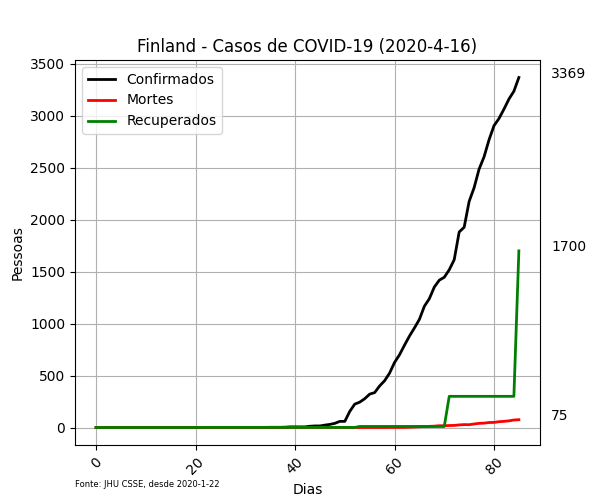 Finland - Casos de COVID-19 (2020-4-16)
Confirmados
Mortes
Recuperados
3500
3000
2500
2000
1500
1000
500
0
Pessoas
3369
1700
75
0
20
40
60
80
Dias
Fonte: JHU CSSE, desde 2020-1-22